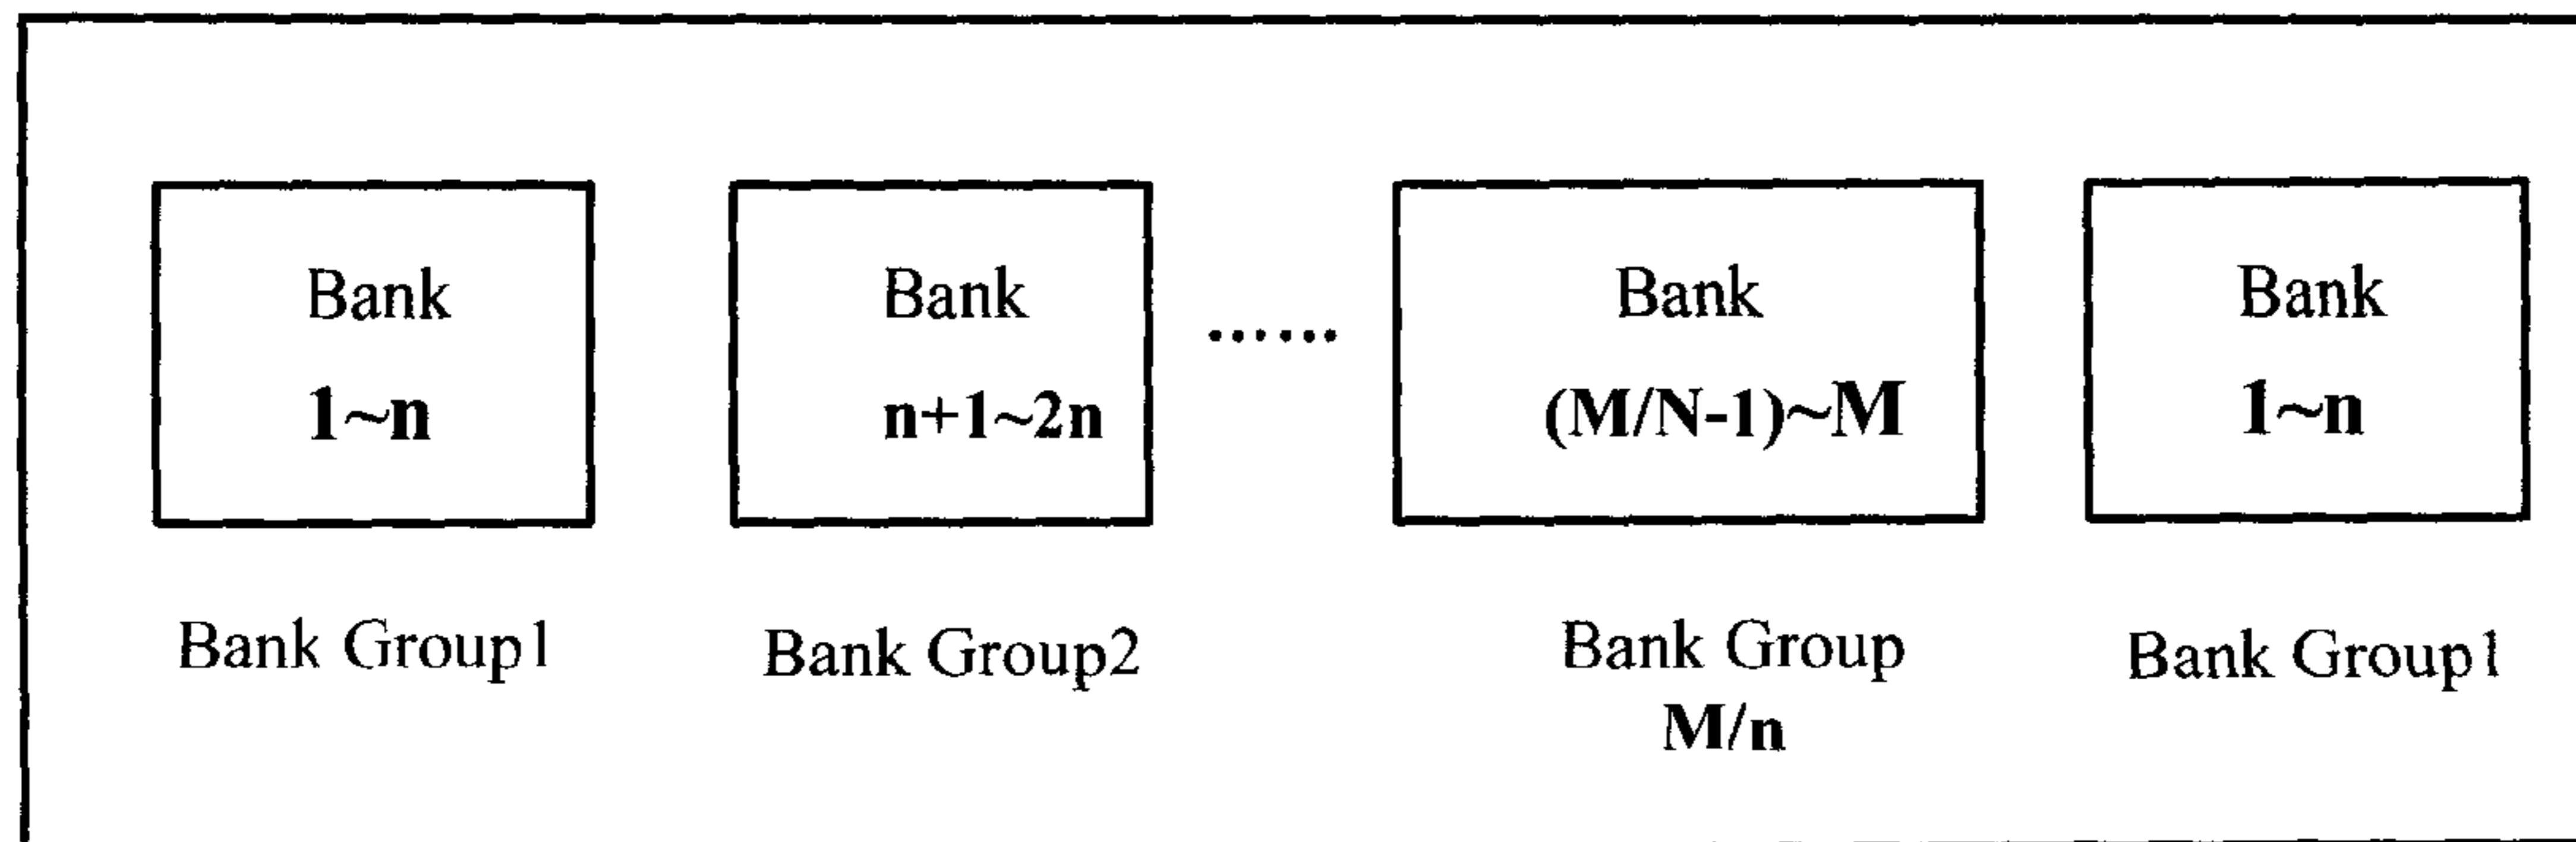 Bank
1~n
Bank Group1
Bank
n+1~2n
Bank Group2
......
Bank
(M/N-1)~M
Bank Group
M/n
Bank
1~n
Bank Group1